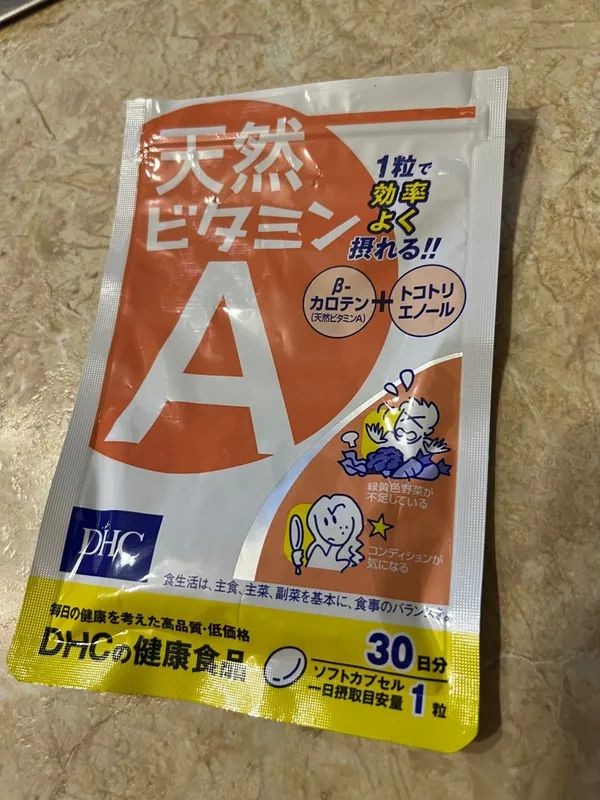 天然
ビタミン
A
1粒で
効率
よく
摂れる!!
β-
カロテン
(天然ビタミンA)
+
トコトリ
エノール
緑黄色野菜が
不足している
コンディションが
気になる
DHC
食生活は、主食、主菜、副菜を基本に、食事のバランスを。
毎日の健康を考えた高品質・低価格
DHCの健康食品
30日分
ソフトカプセル
一日摂取目安量 1粒